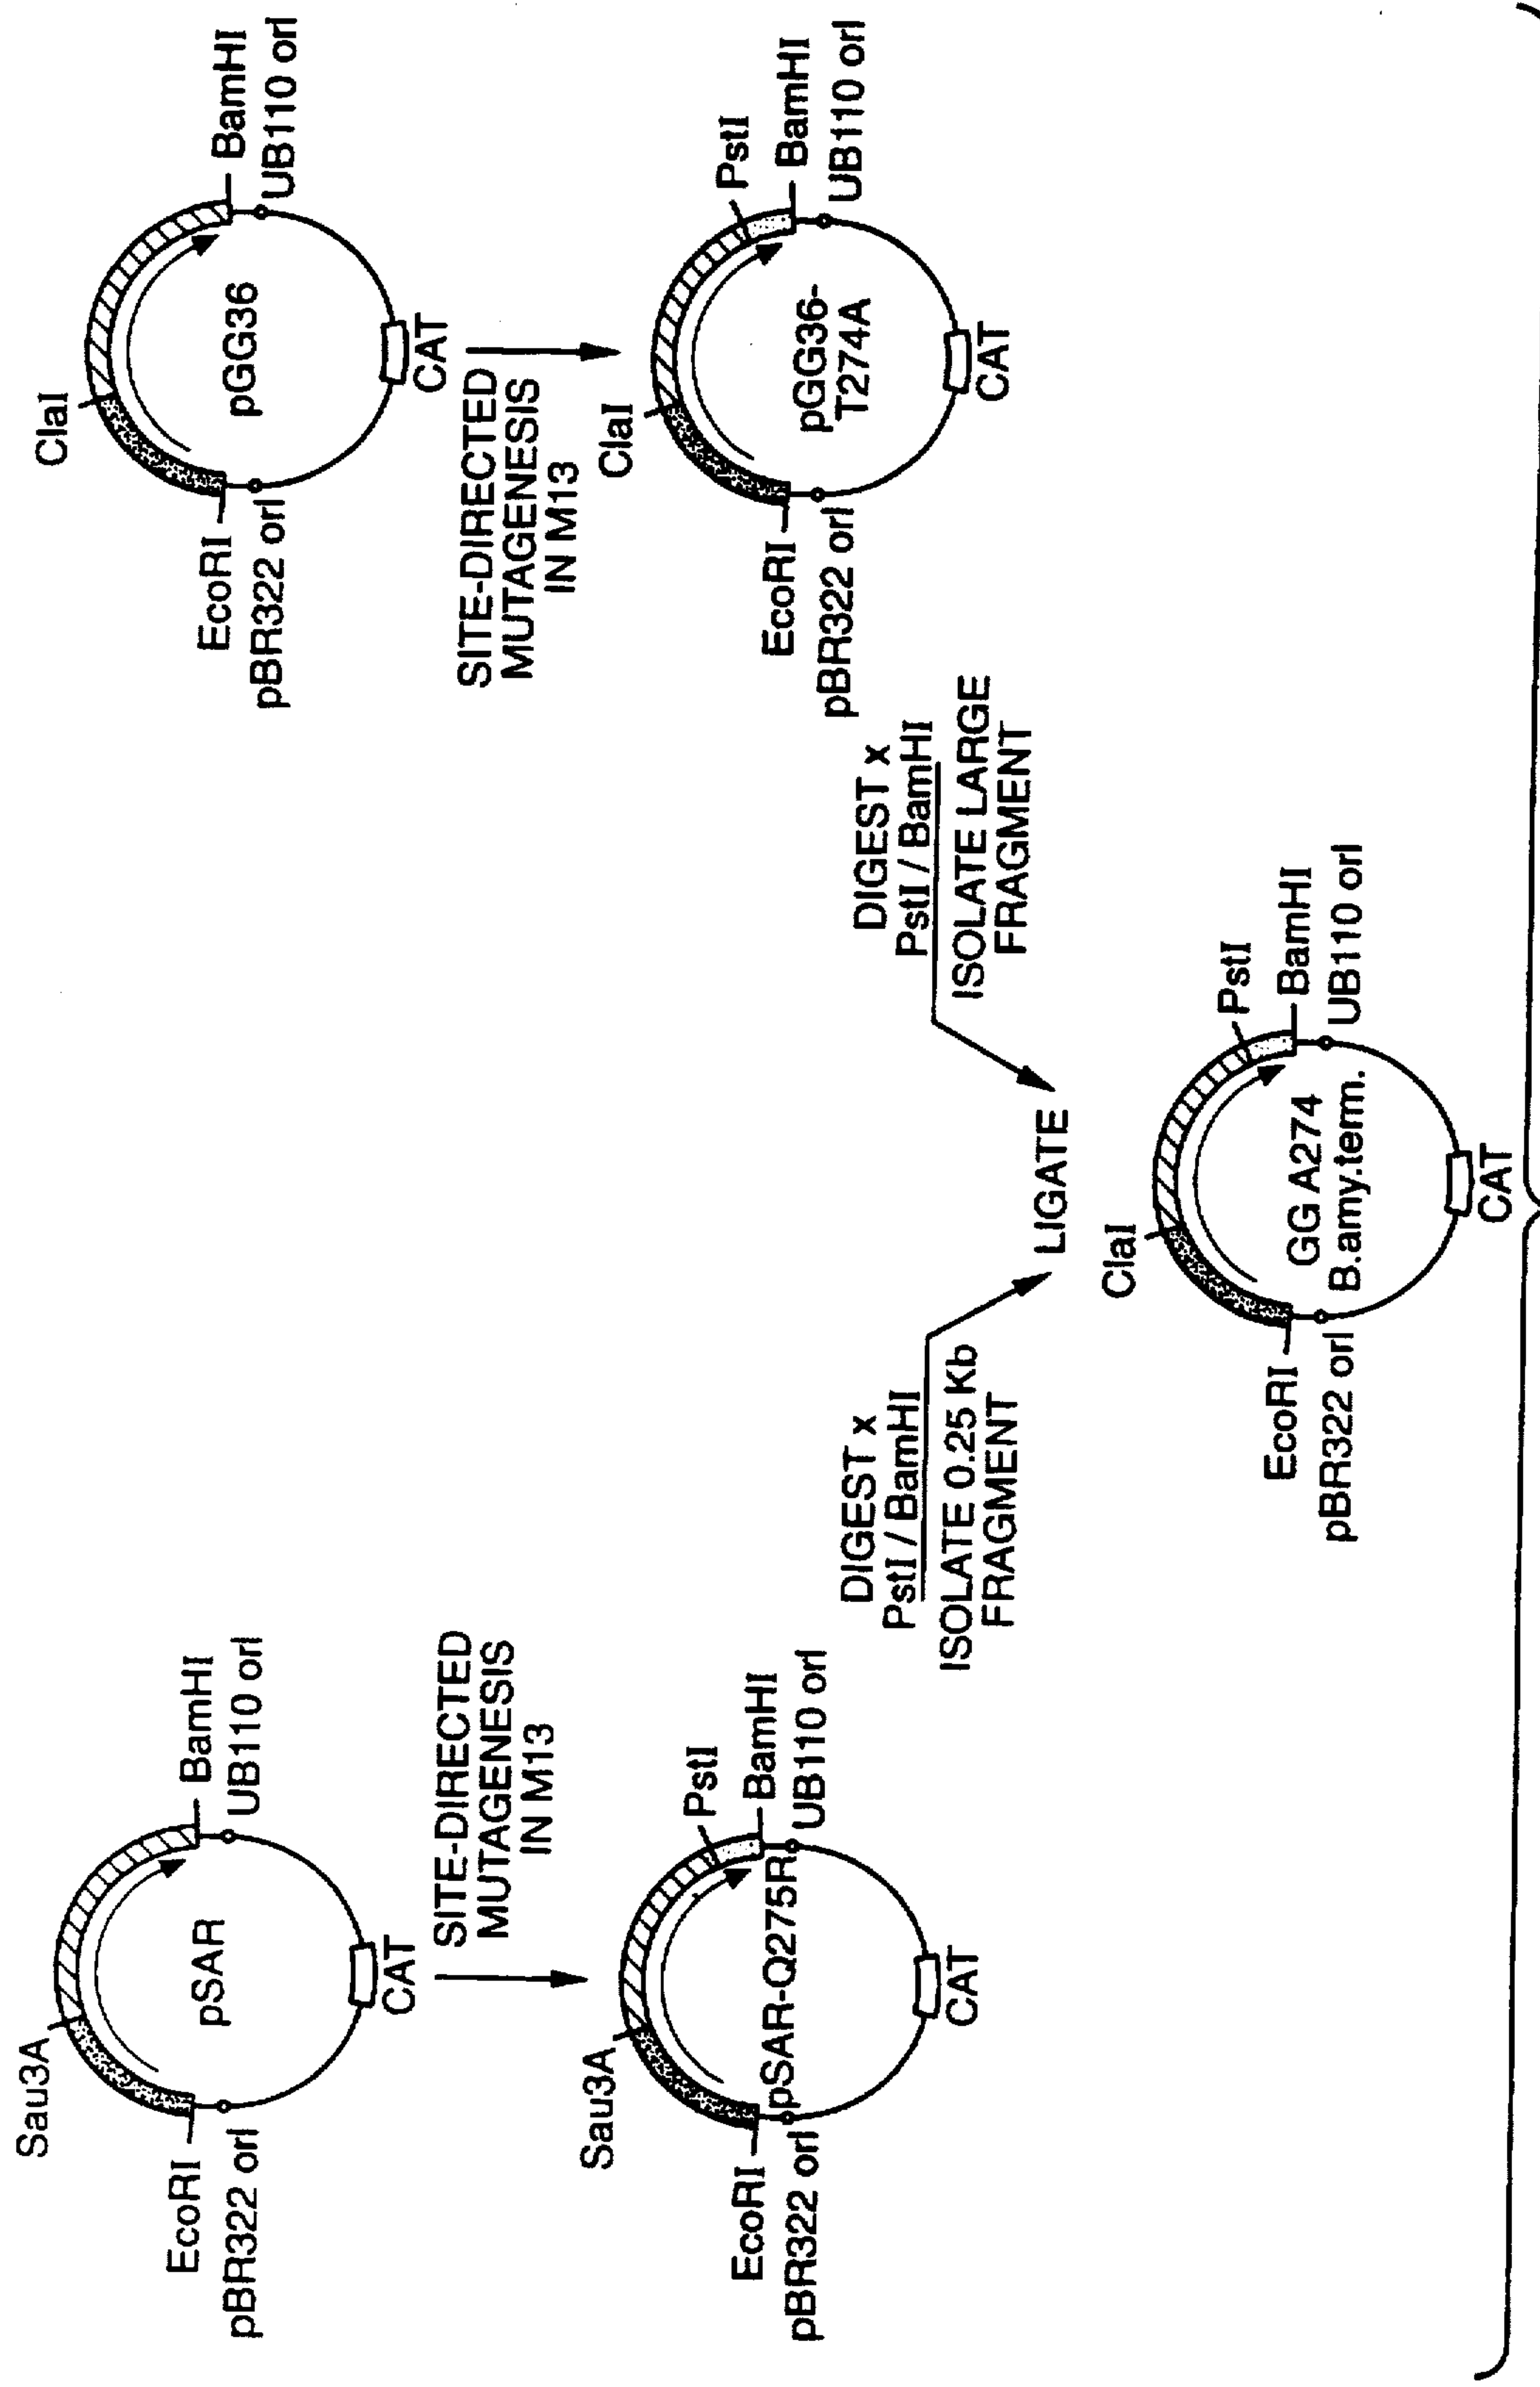 Sau3A
EcoRI
BamHI
pBR322 ori
UB110 ori
pSAR
CAT
SITE-DIRECTED
MUTAGENESIS
IN M13
Sau3A
PstI
EcoRI
BamHI
pBR322 ori
pSAR-Q275R
UB110 ori
CAT
ClaI
EcoRI
BamHI
pBR322 ori
UB110 ori
pGG36
CAT
SITE-DIRECTED
MUTAGENESIS
IN M13
ClaI
PstI
EcoRI
BamHI
pBR322 ori
UB110 ori
pGG36-
T274A
CAT
DIGEST x
PstI / BamHI
ISOLATE 0.25 Kb
FRAGMENT
DIGEST x
PstI / BamHI
ISOLATE LARGE
FRAGMENT
LIGATE
ClaI
PstI
EcoRI
BamHI
pBR322 ori
UB110 ori
GG A274
B.amy.term.
CAT